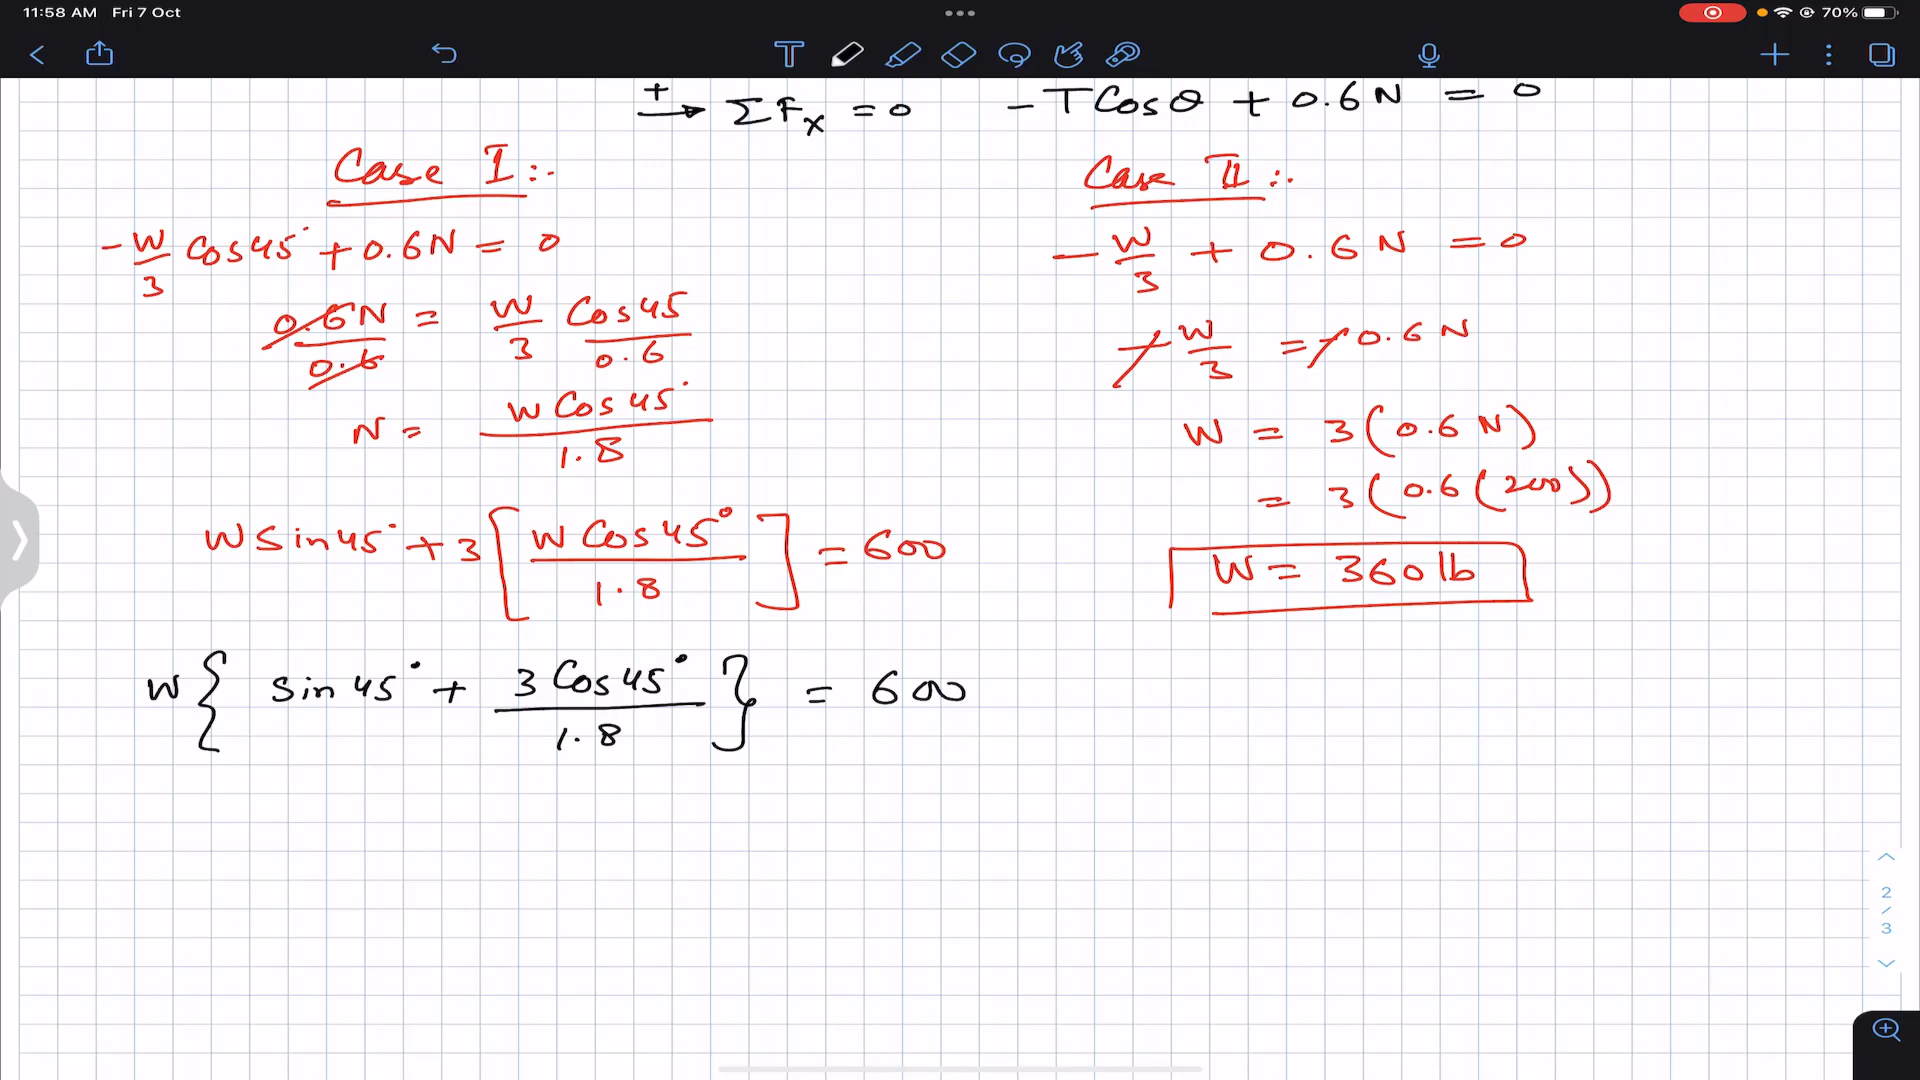 11:58 AM Fri 7 Oct
70%
+→ ΣFx = 0 -T Cosθ + 0.6N = 0
Case I :-
-W/3 Cos45° + 0.6N = 0
0.6N/0.6 = W/3 Cos45/0.6
N = W Cos45°/1.8
W Sin45° + 3[W Cos45°/1.8] = 600
W{ Sin45° + 3 Cos45°/1.8 } = 600
Case II :-
-W/3 + 0.6N = 0
-W/3 = -0.6N
W = 3(0.6N)
= 3(0.6(200))
W = 360 lb
2
/
3